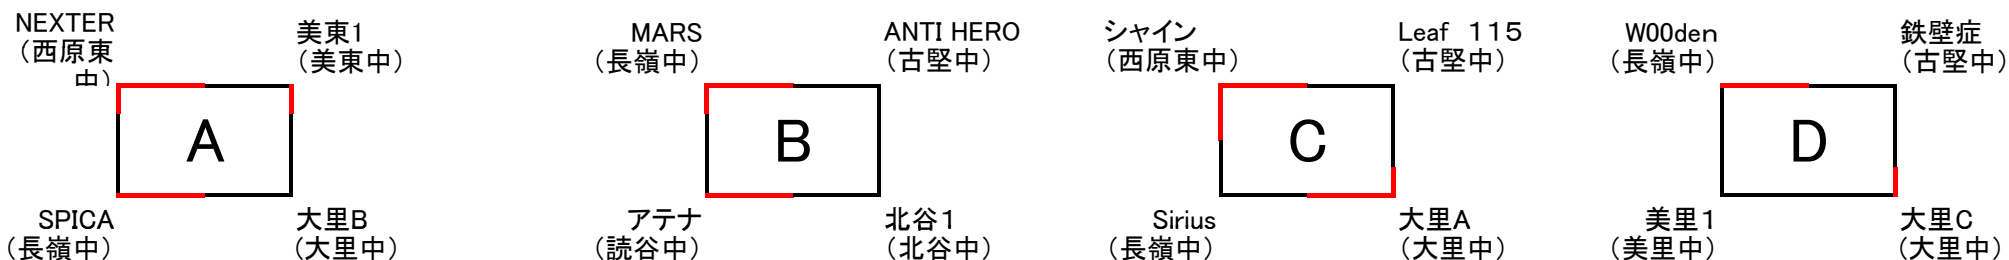 NEXTER
（西原東
中）
美東1
（美東中）
A
SPICA
（長嶺中）
大里B
（大里中）
MARS
（長嶺中）
ANTI HERO
（古堅中）
B
アテナ
（読谷中）
北谷１
（北谷中）
シャイン
（西原東中）
Leaf　１１５
（古堅中）
C
Sirius
（長嶺中）
大里A
（大里中）
W00den
（長嶺中）
鉄壁症
（古堅中）
D
美里１
（美里中）
大里C
（大里中）